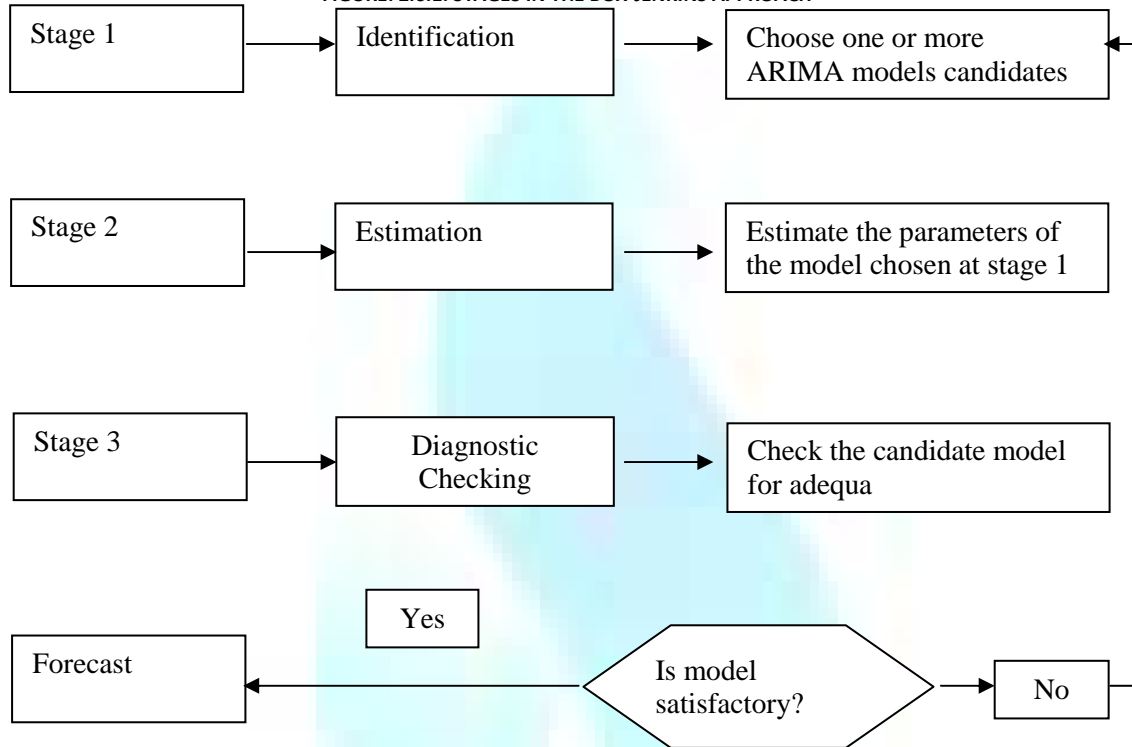 Stage 1
Identification
Choose one or more
ARIMA models candidates
Stage 2
Estimation
Estimate the parameters of
the model chosen at stage 1
Stage 3
Diagnostic
Checking
Check the candidate model
for adequa
Yes
Forecast
Is model
satisfactory?
No